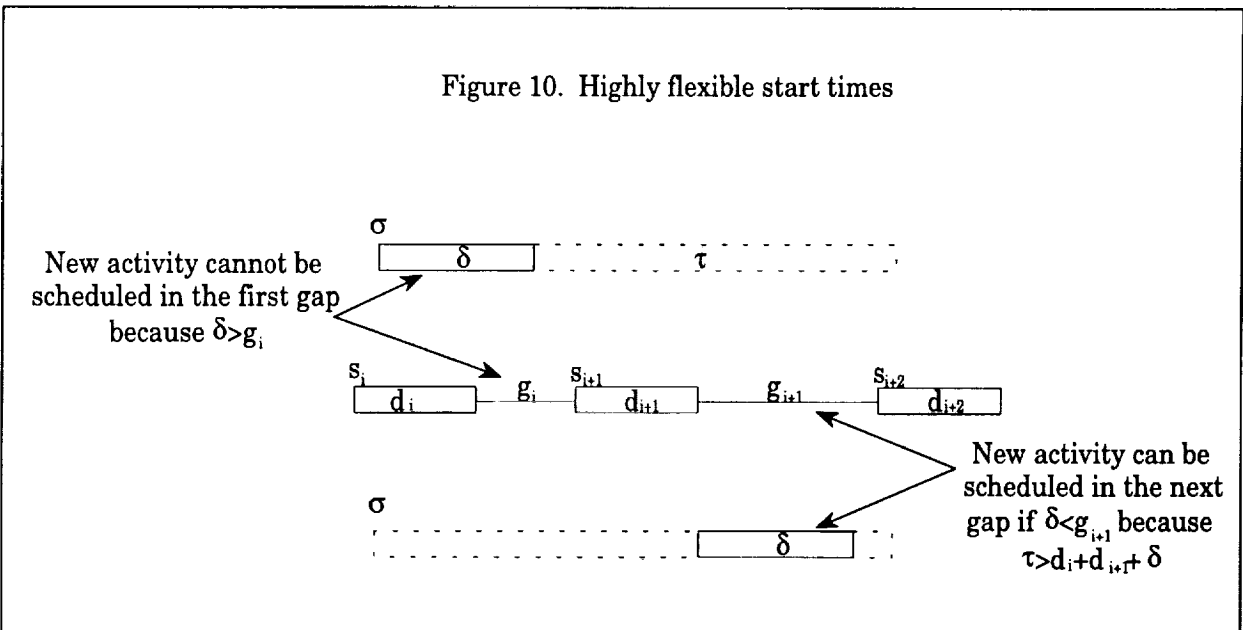 Figure 10. Highly flexible start times
σ
δ
τ
New activity cannot be
scheduled in the first gap
because δ>gᵢ
sᵢ
gᵢ
sᵢ₊₁
gᵢ₊₁
sᵢ₊₂
dᵢ
dᵢ₊₁
dᵢ₊₂
σ
δ
New activity can be
scheduled in the next
gap if δ<gᵢ₊₁ because
τ>dᵢ+dᵢ₊₁+δ